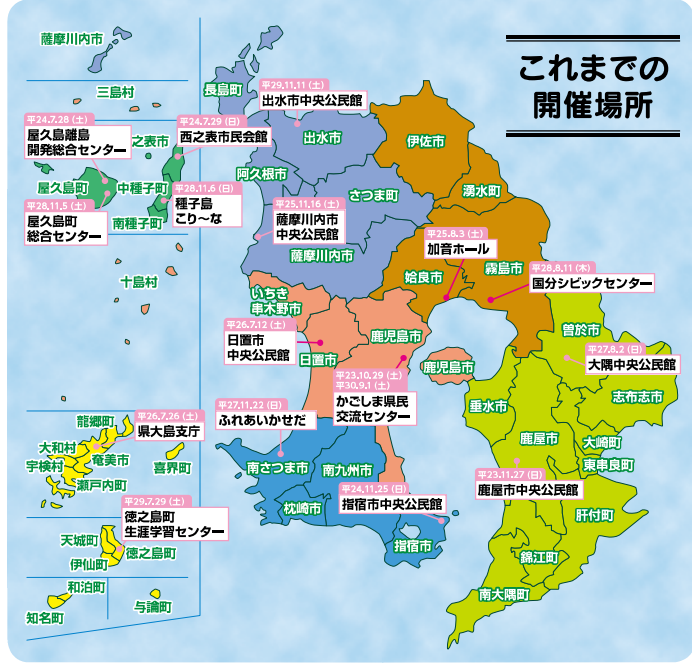 これまでの
開催場所
薩摩川内市
三島村
平24.7.28（土）
屋久島離島
開発総合センター
之表市
平24.7.29（日）
西之表市民会館
屋久島町
中種子町
平28.11.6（日）
種子島
こり〜な
平28.11.5（土）
屋久島町
総合センター
南種子町
十島村
長島町
平29.11.11（土）
出水市中央公民館
出水市
伊佐市
阿久根市
さつま町
湧水町
平25.11.16（土）
薩摩川内市
中央公民館
薩摩川内市
平25.8.3（土）
加音ホール
姶良市
霧島市
平28.8.11（木）
国分シビックセンター
いちき
串木野市
平26.7.12（土）
日置市
中央公民館
日置市
鹿児島市
鹿児島市
平23.10.29（土）
平30.9.1（土）
かごしま県民
交流センター
曽於市
平27.8.2（日）
大隅中央公民館
志布志市
垂水市
鹿屋市
大崎町
東串良町
平23.11.27（日）
鹿屋市中央公民館
肝付町
錦江町
南大隅町
平27.11.22（日）
ふれあいかせだ
南さつま市
南九州市
枕崎市
平24.11.25（日）
指宿市中央公民館
指宿市
龍郷町
平26.7.26（土）
県大島支庁
大和村
宇検村
奄美市
瀬戸内町
喜界町
平29.7.29（土）
徳之島町
生涯学習センター
天城町
徳之島町
伊仙町
和泊町
知名町
与論町